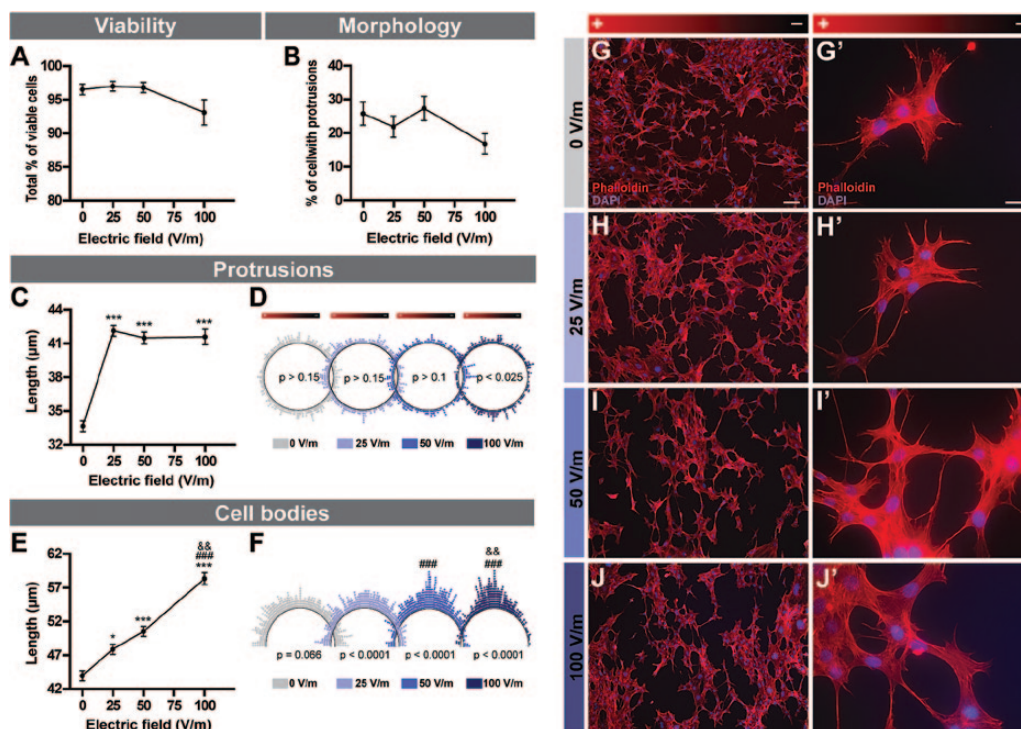 Viability
Morphology
A
Total % of viable cells
100
95
90
85
80
0 25 50 75 100
Electric field (V/m)
B
% of cellwith protrusions
40
30
20
10
0
0 25 50 75 100
Electric field (V/m)
Protrusions
C
Length (µm)
44
41
38
35
32
*** *** ***
0 25 50 75 100
Electric field (V/m)
D
p > 0.15 p > 0.15 p > 0.1 p < 0.025
0 V/m 25 V/m 50 V/m 100 V/m
Cell bodies
E
Length (µm)
62
57
52
47
42
&&
###
***
***
*
0 25 50 75 100
Electric field (V/m)
F
&&
### ###
p = 0.066 p < 0.0001 p < 0.0001 p < 0.0001
0 V/m 25 V/m 50 V/m 100 V/m
+ − + −
0 V/m
G
Phalloidin
DAPI
G'
Phalloidin
DAPI
25 V/m
H
H'
50 V/m
I
I'
100 V/m
J
J'